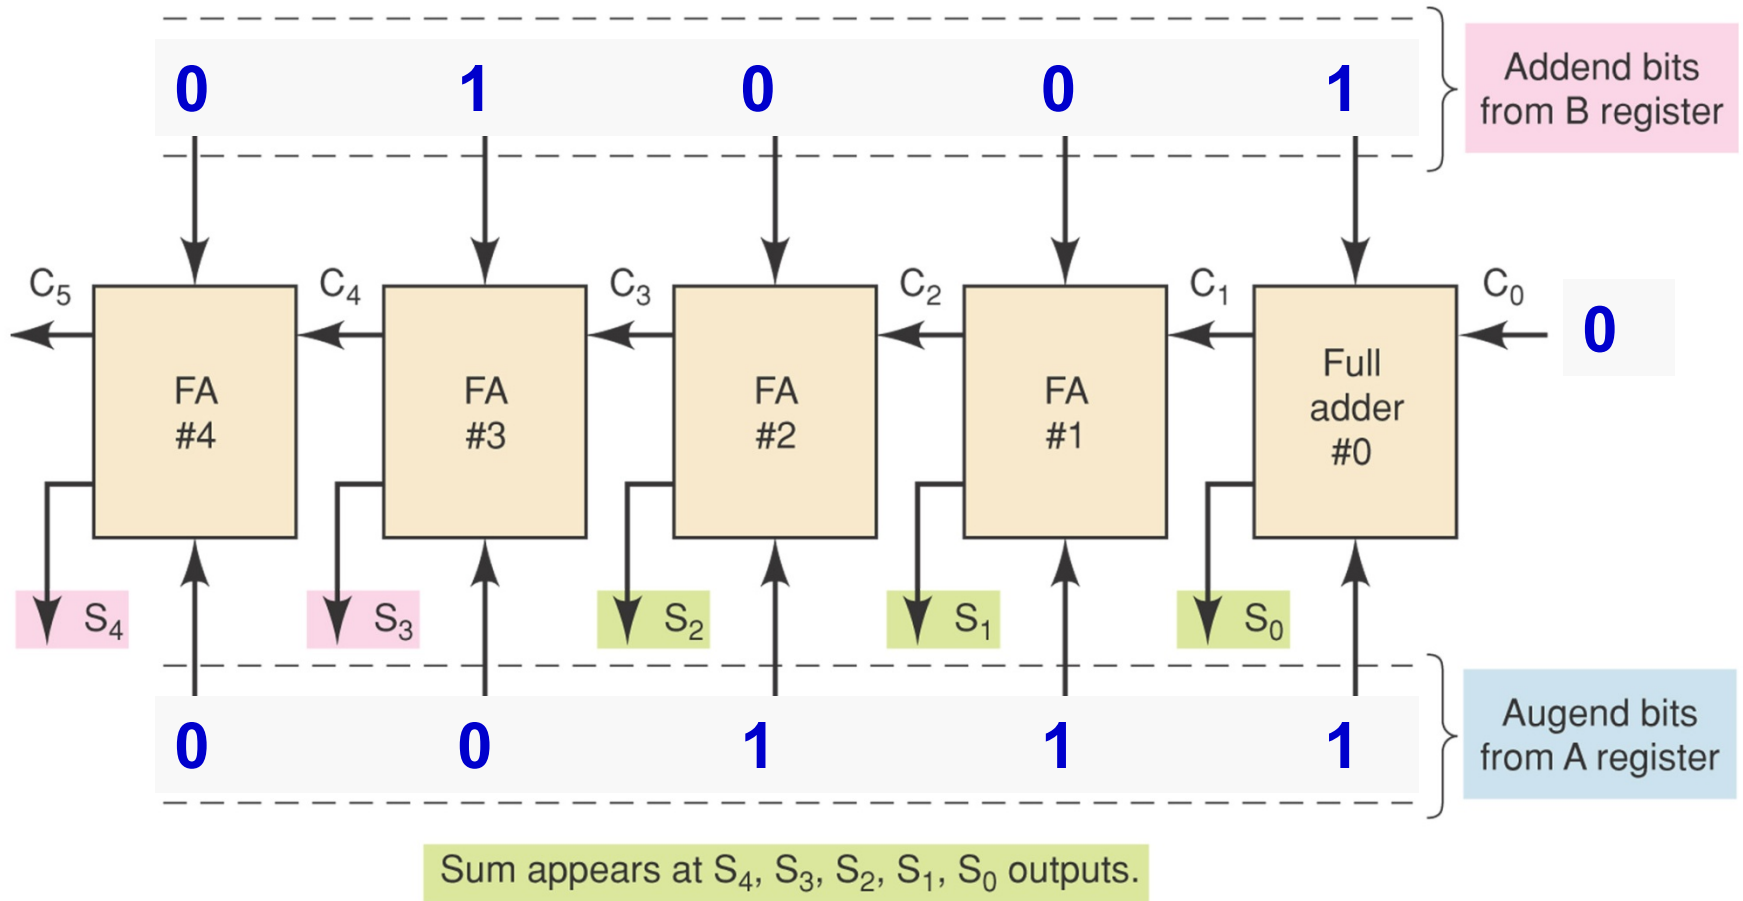 0 1 0 0 1
Addend bits
from B register
C5 C4 C3 C2 C1 C0
0
FA
#4
FA
#3
FA
#2
FA
#1
Full
adder
#0
S4 S3 S2 S1 S0
0 0 1 1 1
Augend bits
from A register
Sum appears at S4, S3, S2, S1, S0 outputs.